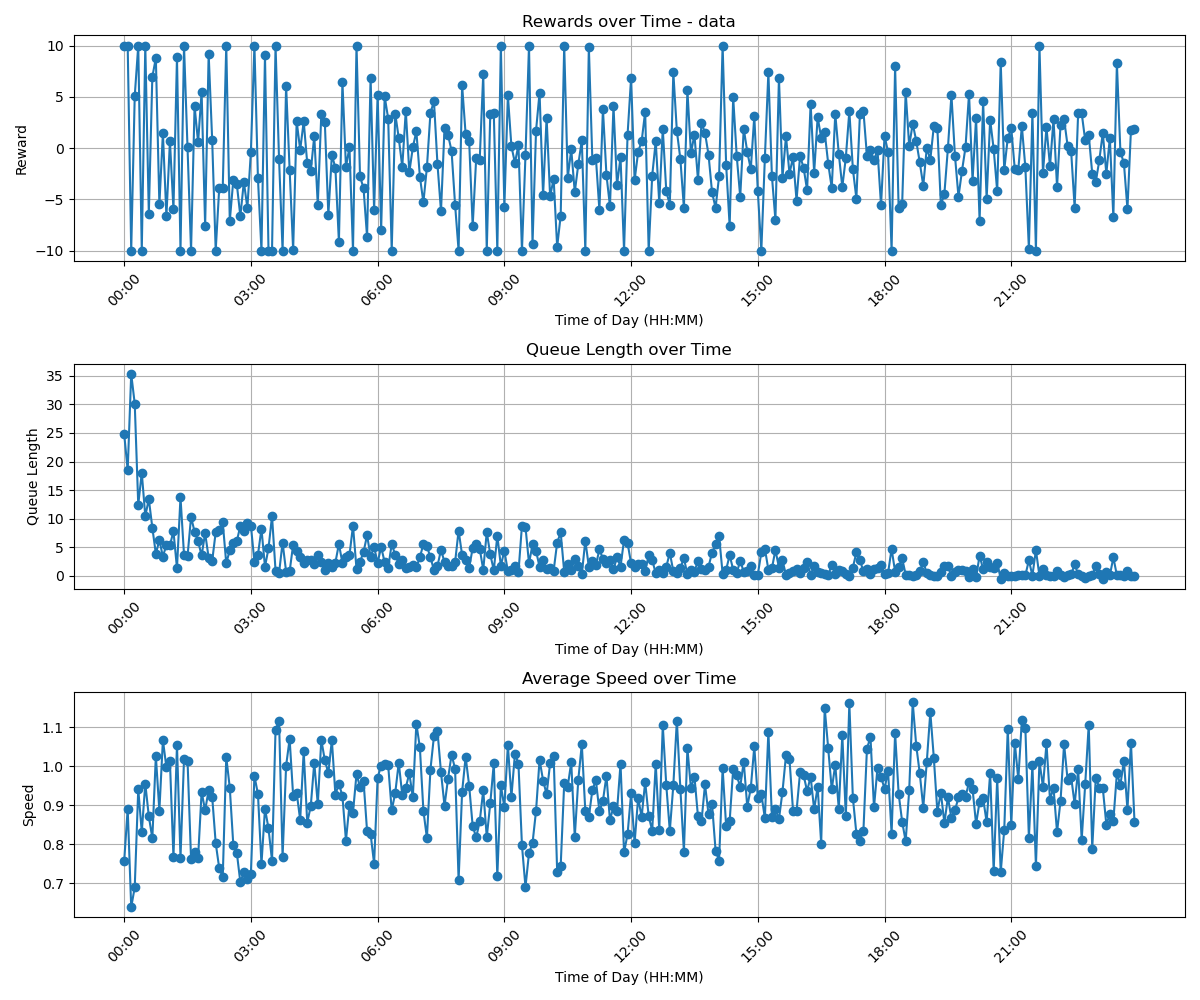 Rewards over Time - data
Reward
10
5
0
−5
−10
00:00 03:00 06:00 09:00 12:00 15:00 18:00 21:00
Time of Day (HH:MM)
Queue Length over Time
Queue Length
35
30
25
20
15
10
5
0
00:00 03:00 06:00 09:00 12:00 15:00 18:00 21:00
Time of Day (HH:MM)
Average Speed over Time
Speed
1.1
1.0
0.9
0.8
0.7
00:00 03:00 06:00 09:00 12:00 15:00 18:00 21:00
Time of Day (HH:MM)